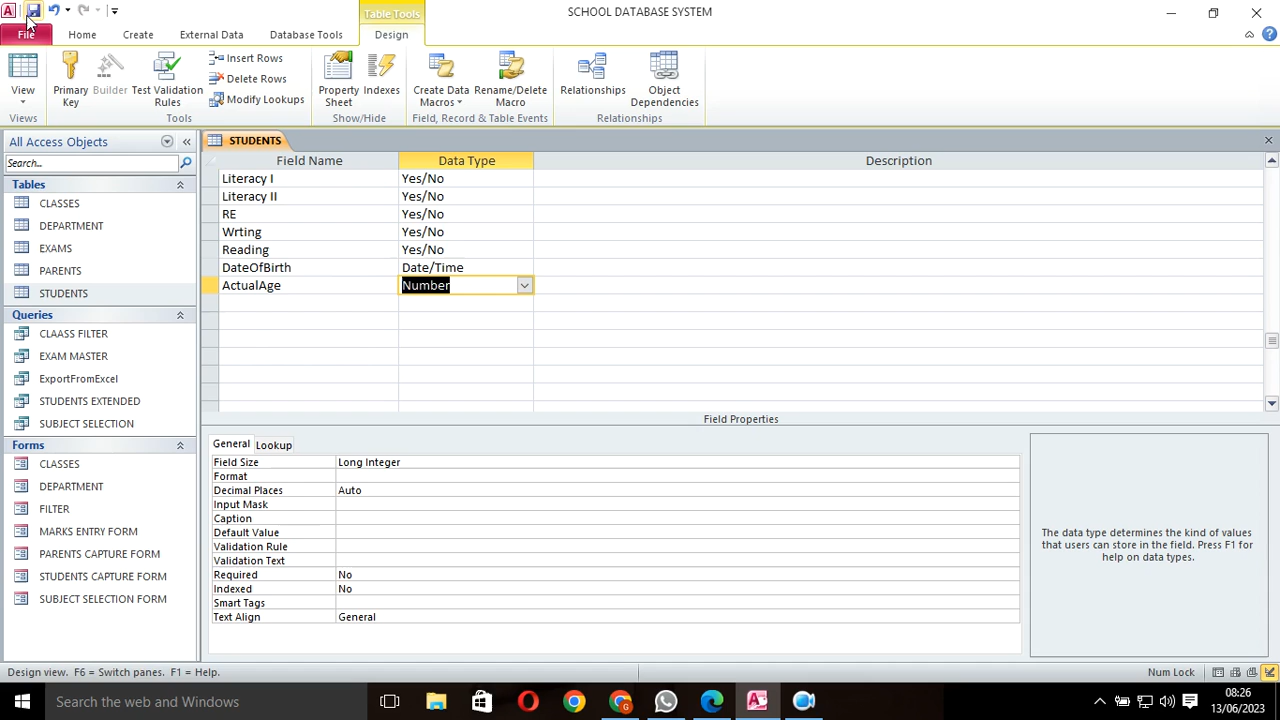 Table Tools
SCHOOL DATABASE SYSTEM
File
Home
Create
External Data
Database Tools
Design
View
Primary Key
Builder
Test Validation Rules
Insert Rows
Delete Rows
Modify Lookups
Property Sheet
Indexes
Create Data Macros
Rename/Delete Macro
Relationships
Object Dependencies
Views
Tools
Show/Hide
Field, Record & Table Events
Relationships
All Access Objects
Search...
Tables
CLASSES
DEPARTMENT
EXAMS
PARENTS
STUDENTS
Queries
CLAASS FILTER
EXAM MASTER
ExportFromExcel
STUDENTS EXTENDED
SUBJECT SELECTION
Forms
CLASSES
DEPARTMENT
FILTER
MARKS ENTRY FORM
PARENTS CAPTURE FORM
STUDENTS CAPTURE FORM
SUBJECT SELECTION FORM
STUDENTS
Field Name Data Type Description
Literacy I Yes/No
Literacy II Yes/No
RE Yes/No
Wrting Yes/No
Reading Yes/No
DateOfBirth Date/Time
ActualAge Number
Field Properties
General Lookup
Field Size Long Integer
Format
Decimal Places Auto
Input Mask
Caption
Default Value
Validation Rule
Validation Text
Required No
Indexed No
Smart Tags
Text Align General
The data type determines the kind of values
that users can store in the field. Press F1 for
help on data types.
Design view. F6 = Switch panes. F1 = Help.
Num Lock
Search the web and Windows
08:26
13/06/2023